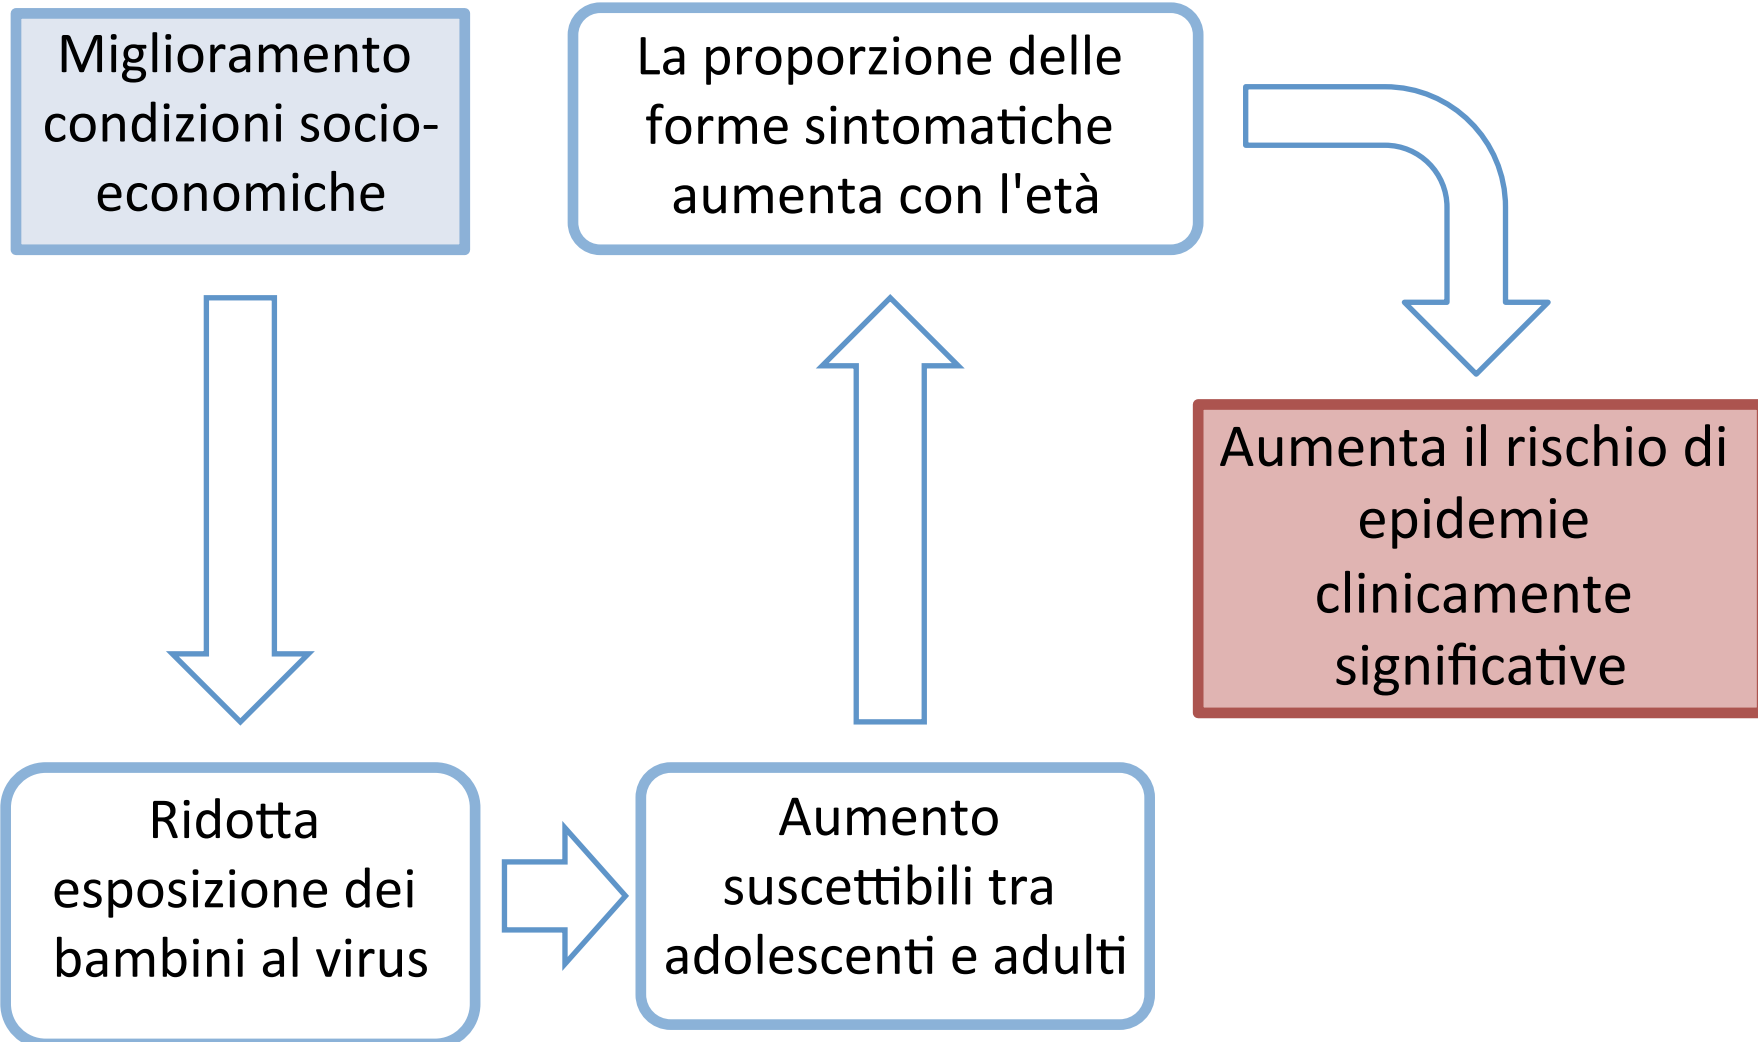 Miglioramento
condizioni socio-
economiche
Ridotta
esposizione dei
bambini al virus
Aumento
suscettibili tra
adolescenti e adulti
La proporzione delle
forme sintomatiche
aumenta con l'età
Aumenta il rischio di
epidemie
clinicamente
significative